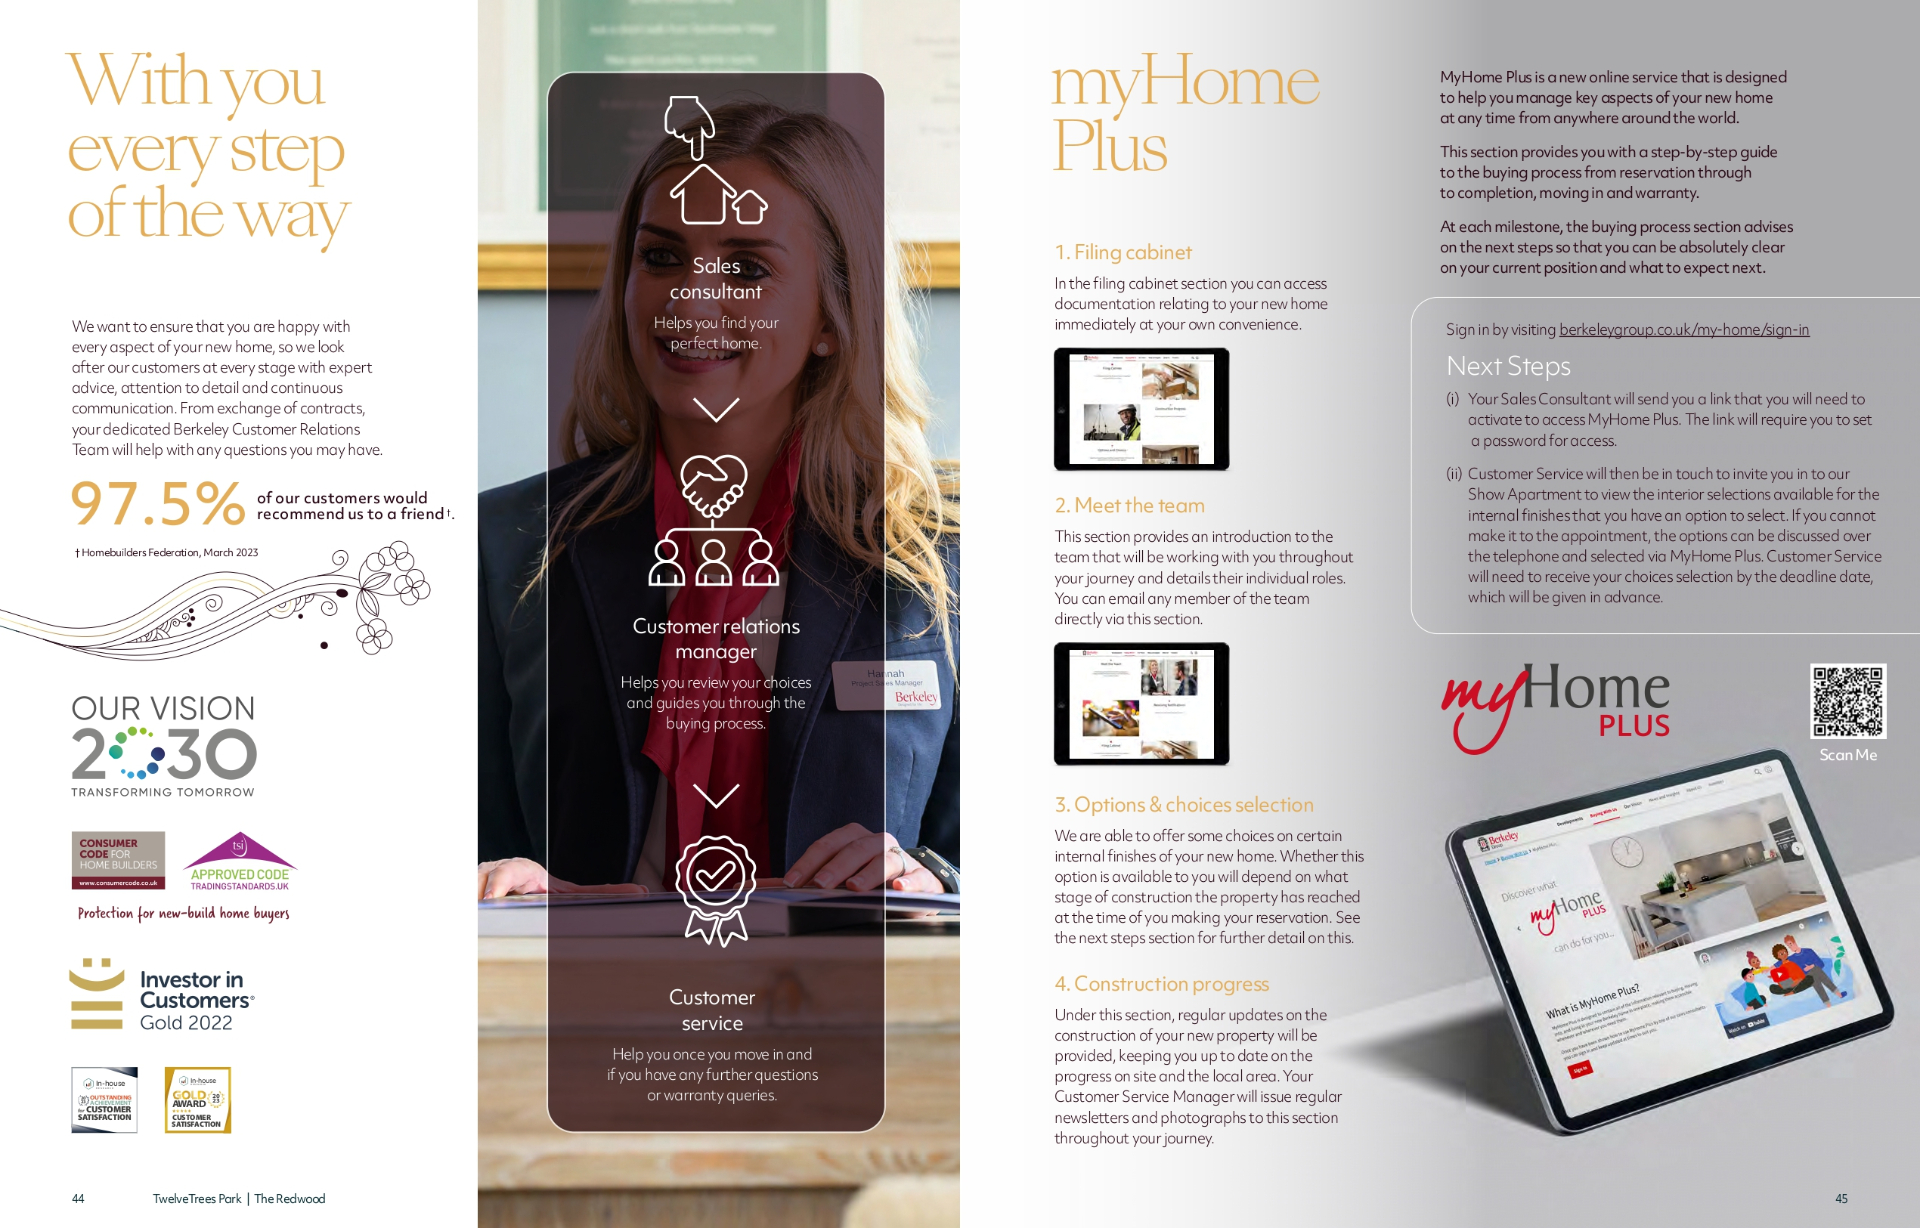 With you
every step
of the way
We want to ensure that you are happy with
every aspect of your new home, so we look
after our customers at every stage with expert
advice, attention to detail and continuous
communication. From exchange of contracts,
your dedicated Berkeley Customer Relations
Team will help with any questions you may have.
97.5%
of our customers would
recommend us to a friend†.
† Homebuilders Federation, March 2023
OUR VISION
2030
TRANSFORMING TOMORROW
CONSUMER
CODE FOR
HOME BUILDERS
www.consumercode.co.uk
tsi
APPROVED CODE
TRADINGSTANDARDS.UK
Protection for new-build home buyers
Investor in
Customers®
Gold 2022
in-house
OUTSTANDING
ACHIEVEMENT
for CUSTOMER
SATISFACTION
in-house
GOLD
AWARD
2023
CUSTOMER
SATISFACTION
44
TwelveTrees Park | The Redwood
Sales
consultant
Helps you find your
perfect home.
Customer relations
manager
Helps you review your choices
and guides you through the
buying process.
Hannah
Project Sales Manager
Berkeley
Customer
service
Help you once you move in and
if you have any further questions
or warranty queries.
myHome
Plus
1. Filing cabinet
In the filing cabinet section you can access
documentation relating to your new home
immediately at your own convenience.
2. Meet the team
This section provides an introduction to the
team that will be working with you throughout
your journey and details their individual roles.
You can email any member of the team
directly via this section.
3. Options & choices selection
We are able to offer some choices on certain
internal finishes of your new home. Whether this
option is available to you will depend on what
stage of construction the property has reached
at the time of you making your reservation. See
the next steps section for further detail on this.
4. Construction progress
Under this section, regular updates on the
construction of your new property will be
provided, keeping you up to date on the
progress on site and the local area. Your
Customer Service Manager will issue regular
newsletters and photographs to this section
throughout your journey.
MyHome Plus is a new online service that is designed
to help you manage key aspects of your new home
at any time from anywhere around the world.
This section provides you with a step-by-step guide
to the buying process from reservation through
to completion, moving in and warranty.
At each milestone, the buying process section advises
on the next steps so that you can be absolutely clear
on your current position and what to expect next.
Sign in by visiting berkeleygroup.co.uk/my-home/sign-in
Next Steps
(i) Your Sales Consultant will send you a link that you will need to
activate to access MyHome Plus. The link will require you to set
a password for access.
(ii) Customer Service will then be in touch to invite you in to our
Show Apartment to view the interior selections available for the
internal finishes that you have an option to select. If you cannot
make it to the appointment, the options can be discussed over
the telephone and selected via MyHome Plus. Customer Service
will need to receive your choices selection by the deadline date,
which will be given in advance.
myHome
PLUS
Scan Me
Berkeley
Discover what
myHome
PLUS
can do for you...
What is MyHome Plus?
Sign in
45